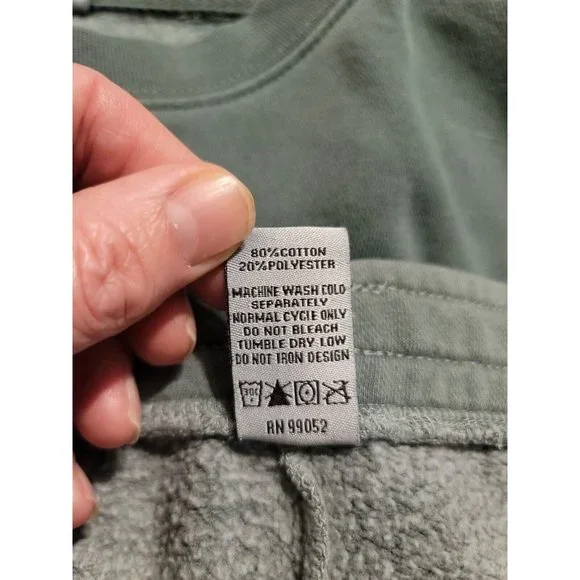 80%COTTON
20%POLYESTER
MACHINE WASH COLD
SEPARATELY
NORMAL CYCLE ONLY
DO NOT BLEACH
TUMBLE DRY LOW
DO NOT IRON DESIGN
30C
RN 99052